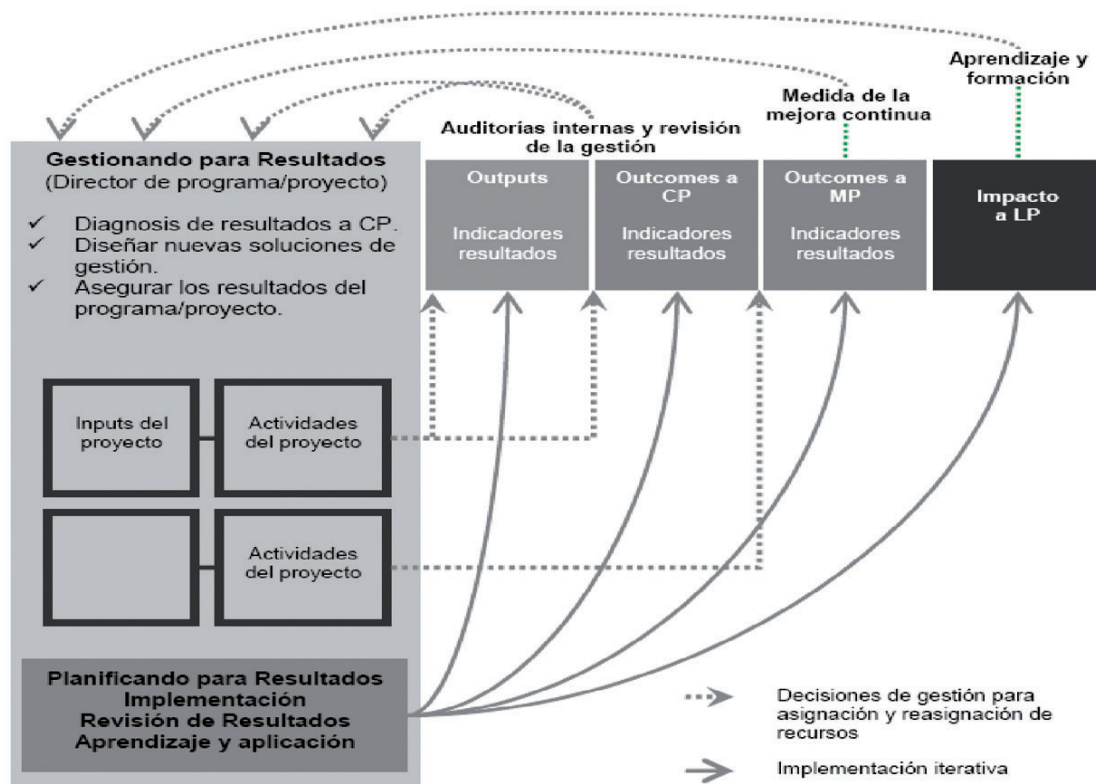 Aprendizaje y
formación
Medida de la
mejora continua
Auditorías internas y revisión
de la gestión
Gestionando para Resultados
(Director de programa/proyecto)
✓ Diagnosis de resultados a CP.
✓ Diseñar nuevas soluciones de
gestión.
✓ Asegurar los resultados del
programa/proyecto.
Outputs
Indicadores
resultados
Outcomes a
CP
Indicadores
resultados
Outcomes a
MP
Indicadores
resultados
Impacto
a LP
Inputs del
proyecto
Actividades
del proyecto
Actividades
del proyecto
Planificando para Resultados
Implementación
Revisión de Resultados
Aprendizaje y aplicación
Decisiones de gestión para
asignación y reasignación de
recursos
Implementación iterativa